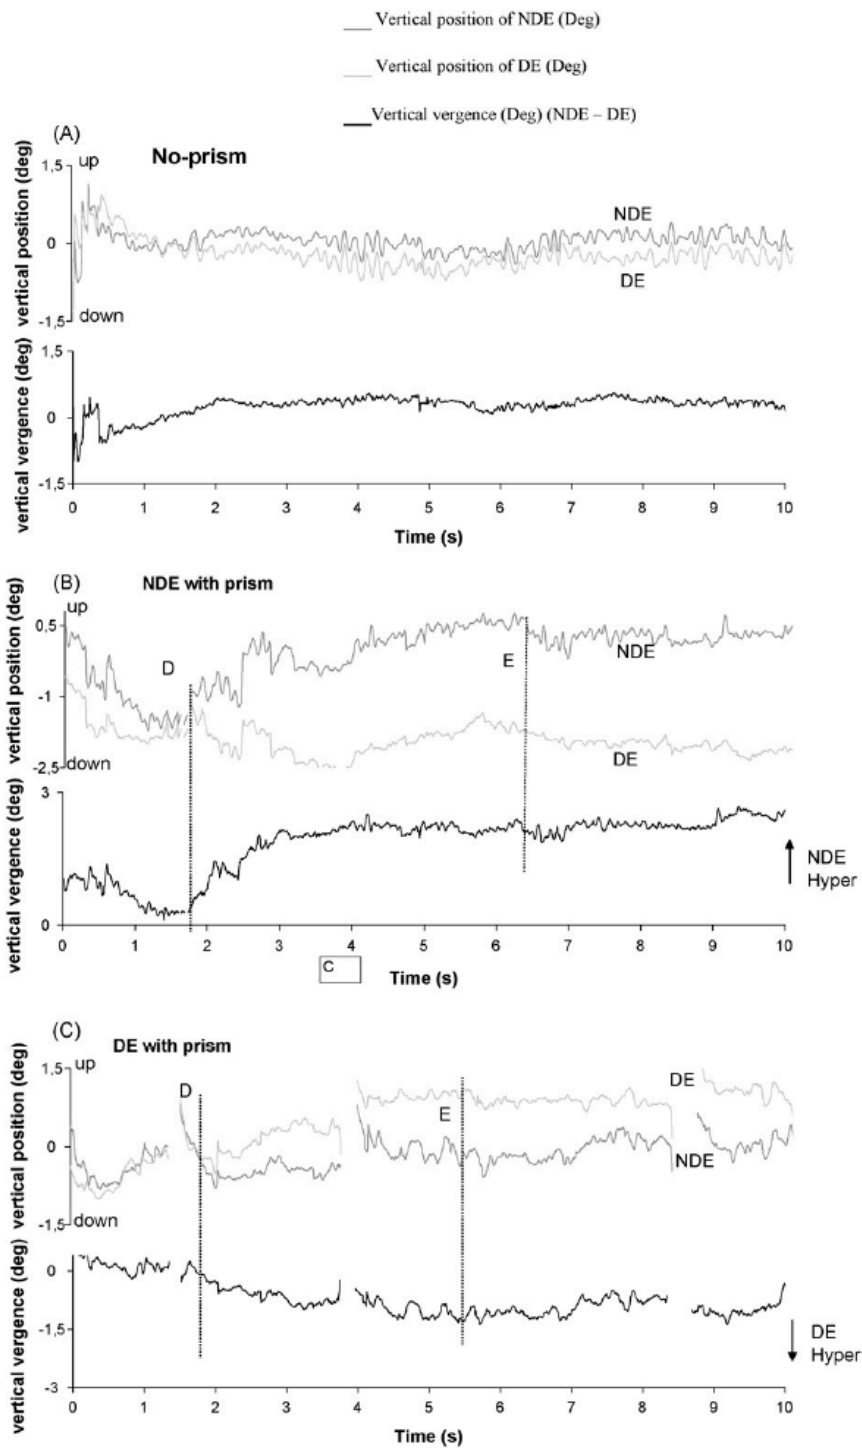 Vertical position of NDE (Deg)
Vertical position of DE (Deg)
Vertical vergence (Deg) (NDE – DE)
(A)
No-prism
vertical position (deg)
1,5
up
0
NDE
DE
down
-1,5
vertical vergence (deg)
1.5
0
-1,5
0 1 2 3 4 5 6 7 8 9 10
Time (s)
(B)
NDE with prism
vertical position (deg)
up
0,5
D
E
NDE
-1
DE
down
-2,5
vertical vergence (deg)
3
NDE
Hyper
0
0 1 2 3 4 5 6 7 8 9 10
C
Time (s)
(C)
DE with prism
vertical position (deg)
1,5
up
D
DE
E
0
NDE
down
-1,5
vertical vergence (deg)
0
-1.5
DE
Hyper
-3
0 1 2 3 4 5 6 7 8 9 10
Time (s)